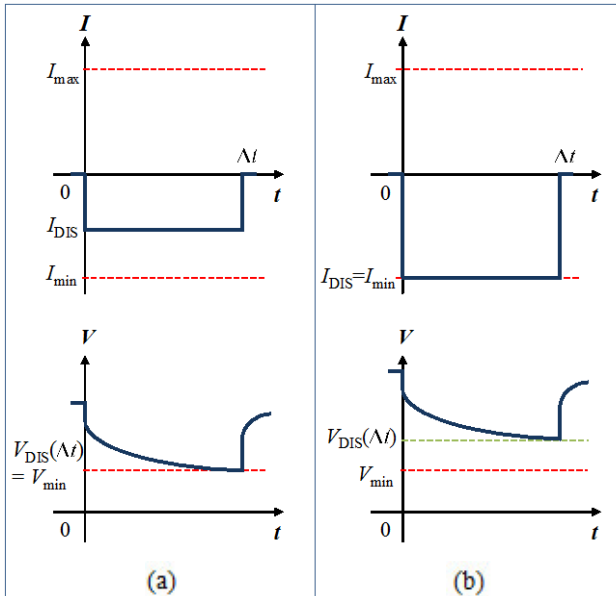 I
I_max
Δt
0
t
I_DIS
I_min
V
V_DIS(Δt)
= V_min
0
t
(a)
I
I_max
Δt
0
t
I_DIS=I_min
V
V_DIS(Δt)
V_min
0
t
(b)